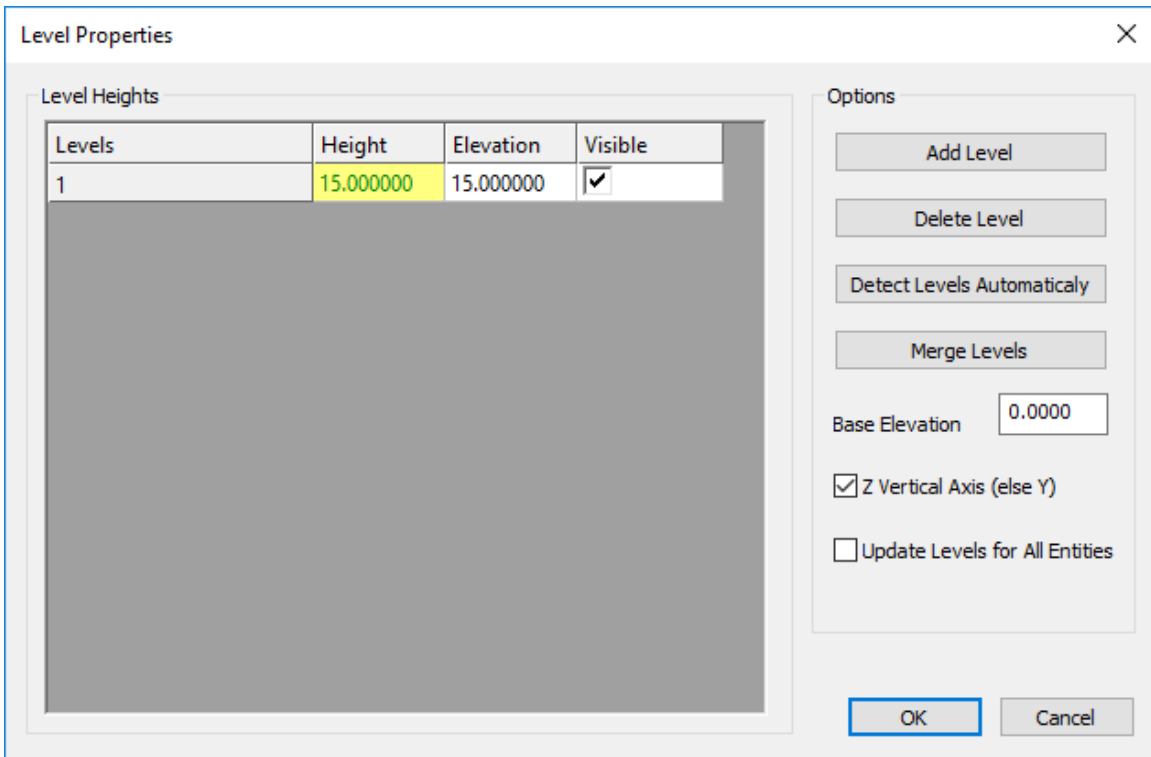 Level Properties
Level Heights
Levels Height Elevation Visible
1 15.000000 15.000000
Options
Add Level
Delete Level
Detect Levels Automaticaly
Merge Levels
Base Elevation 0.0000
Z Vertical Axis (else Y)
Update Levels for All Entities
OK Cancel